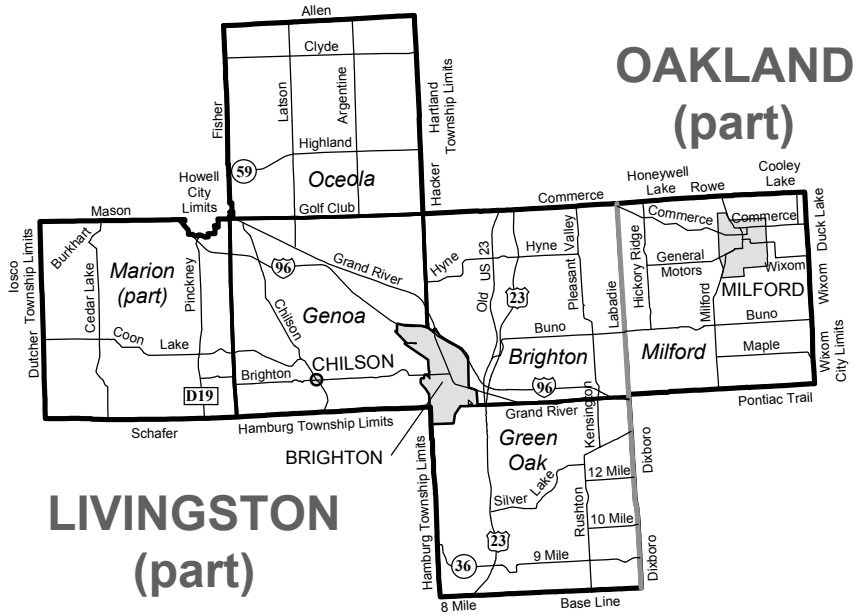 Allen
Clyde
Fisher
Latson
Argentine
Hartland
Township Limits
Highland
59
Oceola
Hacker
Howell
City
Limits
Golf Club
OAKLAND
(part)
Honeywell
Lake
Rowe
Cooley
Lake
Commerce
Mason
Iosco
Township Limits
Dutcher
Burkhart
Cedar Lake
Marion
(part)
Pinckney
96
Grand River
Chilson
Genoa
Coon
Lake
Brighton
CHILSON
D19
Schafer
Hamburg Township Limits
BRIGHTON
Hyne
Old
US 23
23
Hyne
Pleasant
Valley
Labadie
Hickory Ridge
Commerce
Commerce
General
Motors
Wixom
MILFORD
Milford
Duck Lake
Wixom
Wixom
City Limits
Buno
Buno
Brighton
Milford
Maple
96
Grand River
Pontiac Trail
Green
Oak
Kensington
Dixboro
12 Mile
Silver
Lake
Rushton
10 Mile
Hamburg Township Limits
23
36
9 Mile
Dixboro
8 Mile
Base Line
LIVINGSTON
(part)